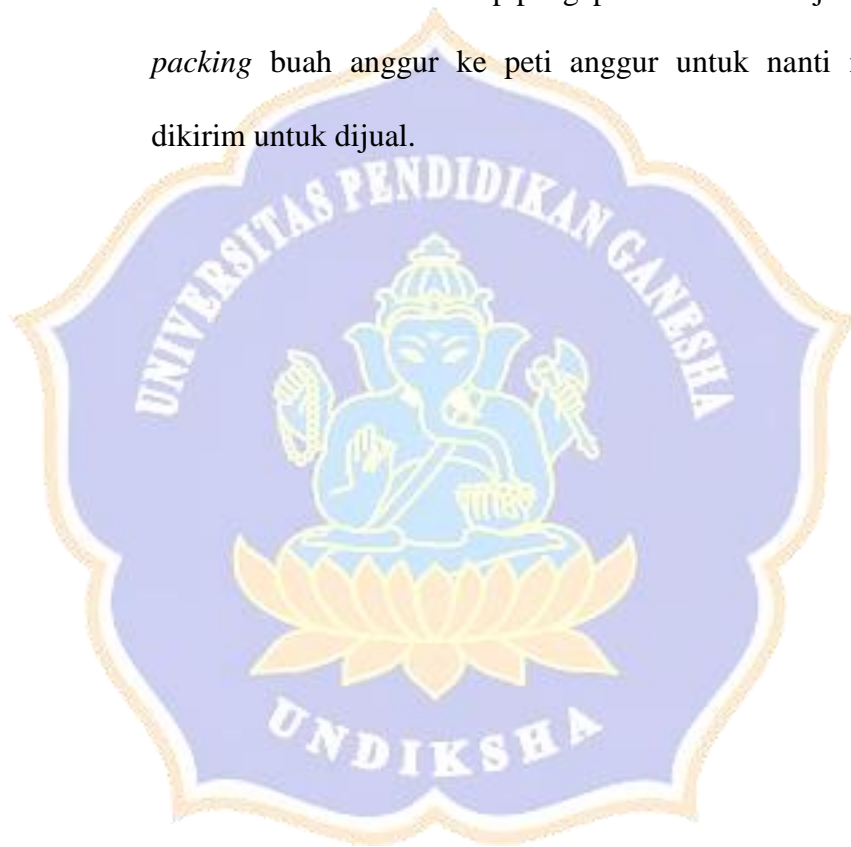 packing buah anggur ke peti anggur untuk nanti
dikirim untuk dijual.
UNIVERSITAS PENDIDIKAN GANESHA
UNDIKSHA